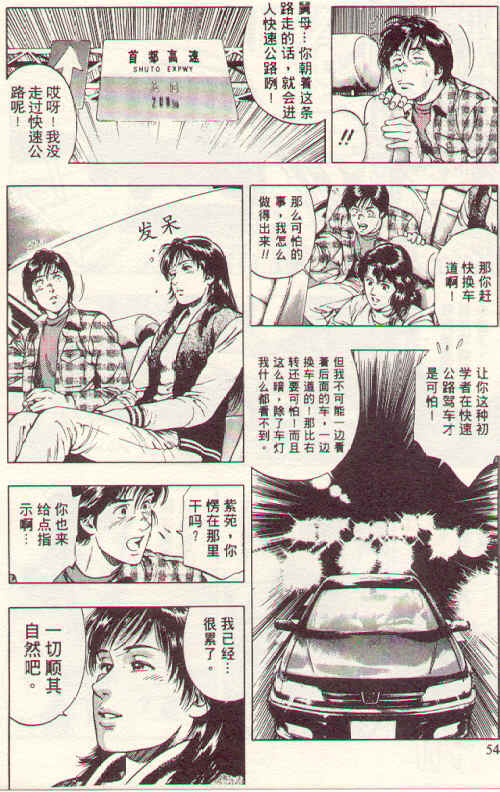 舅母…你朝着这条
路走的话,就会进
人快速公路咧!
!!
首都高速
SHUTO EXPWY
200m
哎呀!我没
走过快速公
路呢!
那你赶
快换车
道啊!
那么可怕的
事,我怎么
做得出来!!
发呆
让你这种初
学者在快速
公路驾车才
是可怕!
但我不可能一边看
着后面的车,一边
换车道的!那比右
转还要可怕!而且
这么暗,除了车灯
我什么都看不到。
紫苑,你
愣在那里
干吗?
你也来
给点指
示啊…
我已经…
很累了。
一切顺其
自然吧。
54